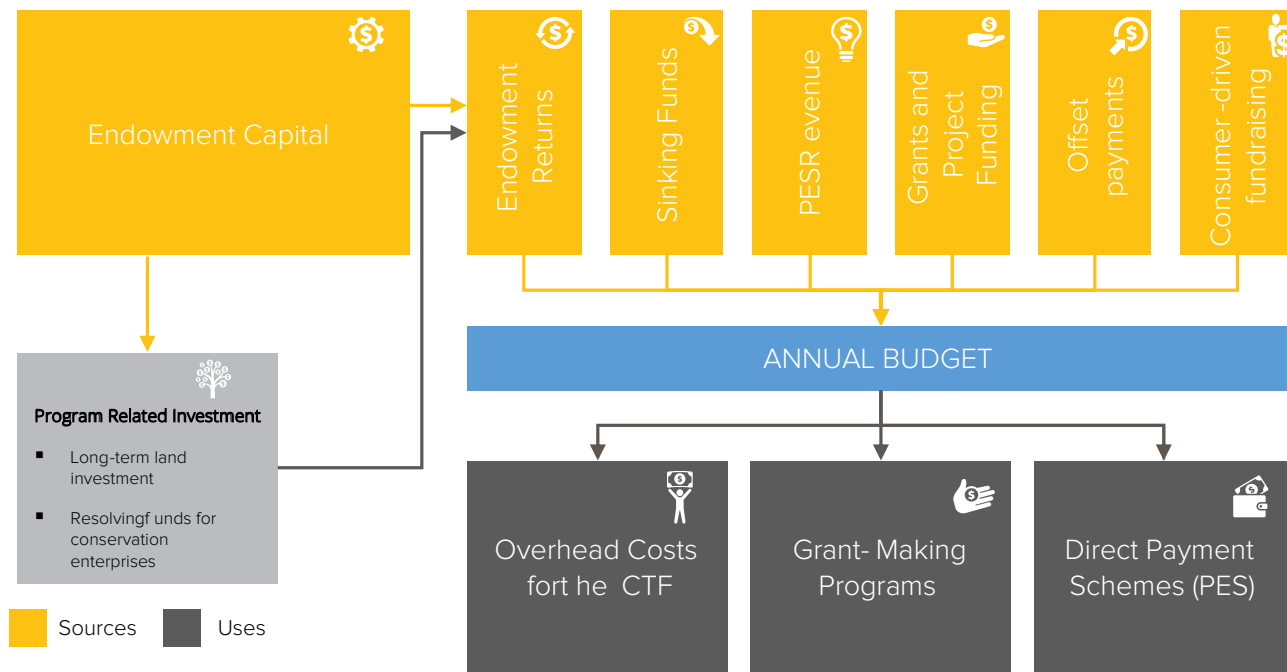 Endowment Capital
Endowment
Returns
Sinking Funds
PESR revenue
Grants and
Project
Funding
Offset
payments
Consumer -driven
fundraising
ANNUAL BUDGET
Program Related Investment
▪ Long-term land
investment
▪ Resolvingf unds for
conservation
enterprises
Overhead Costs
fort he CTF
Grant- Making
Programs
Direct Payment
Schemes (PES)
Sources
Uses